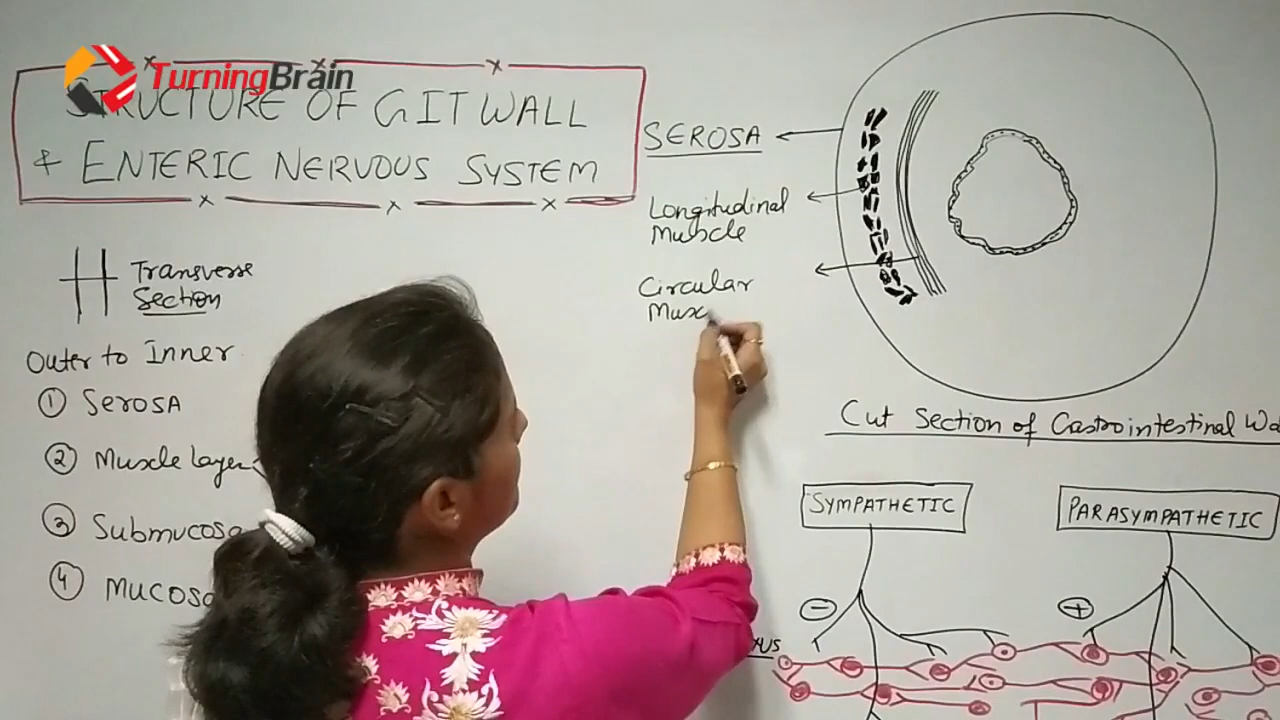 TurningBrain
STRUCTURE OF GIT WALL
+ ENTERIC NERVOUS SYSTEM
Transverse
Section
Outer to Inner
1 Serosa
2 Muscle layer
3 Submucosa
4 Mucosa
SEROSA
Longitudinal
Muscle
Circular
Musc
Cut Section of Gastrointestinal Wa
SYMPATHETIC
PARASYMPATHETIC
-
+